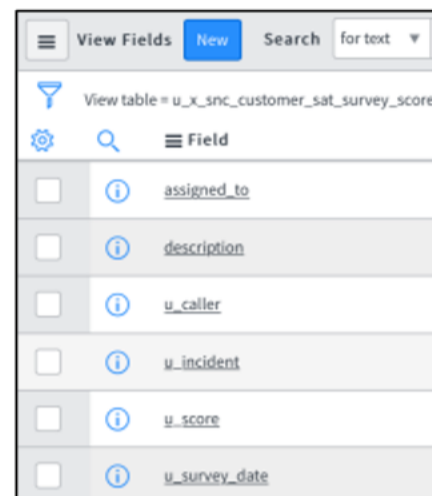 View Fields New Search for text
View table = u_x_snc_customer_sat_survey_score
Field
assigned_to
description
u_caller
u_incident
u_score
u_survey_date